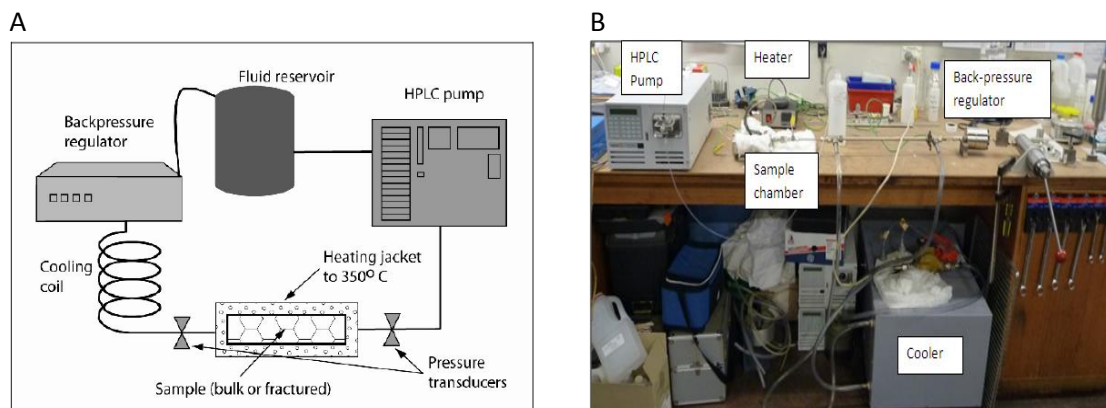 A
Fluid reservoir
HPLC pump
Backpressure
regulator
Cooling
coil
Heating jacket
to 350⁰ C
Sample (bulk or fractured)
Pressure
transducers
B
HPLC
Pump
Heater
Back-pressure
regulator
Sample
chamber
Cooler